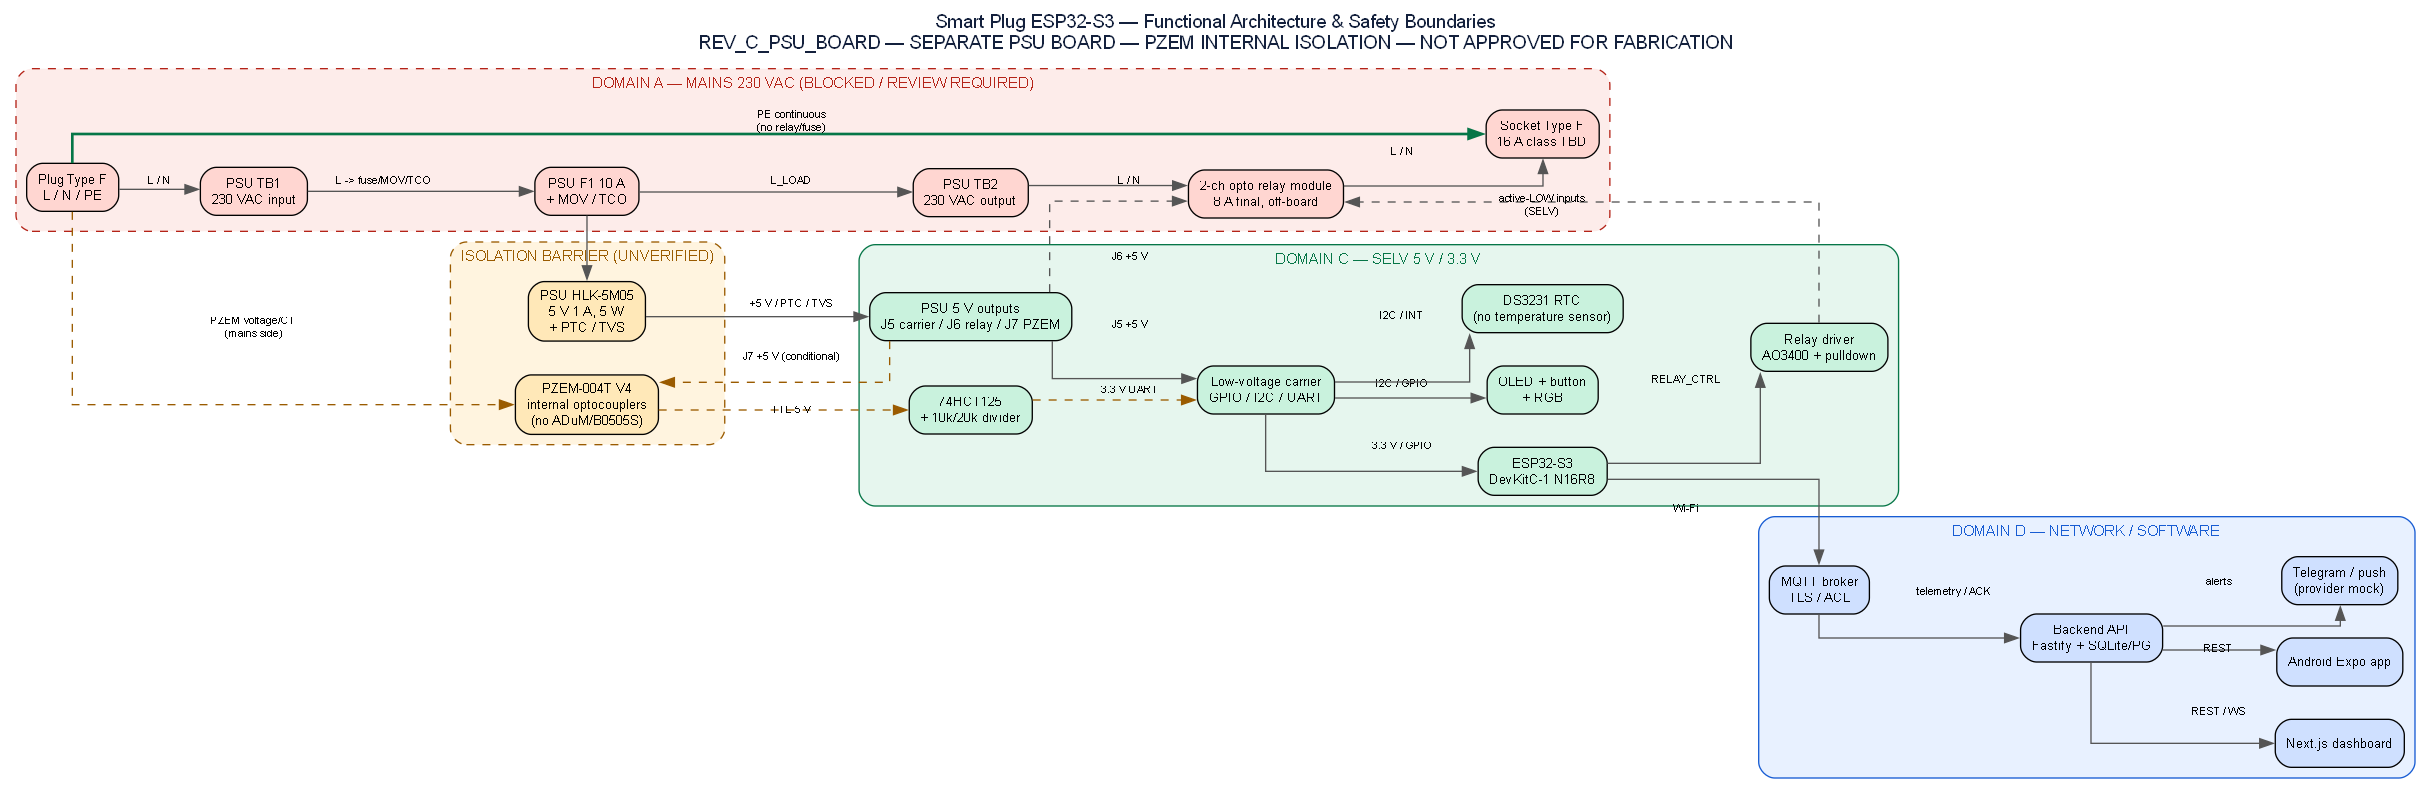 Smart Plug ESP32-S3 — Functional Architecture & Safety Boundaries
REV_C_PSU_BOARD — SEPARATE PSU BOARD — PZEM INTERNAL ISOLATION — NOT APPROVED FOR FABRICATION
DOMAIN A — MAINS 230 VAC (BLOCKED / REVIEW REQUIRED)
PE continuous
(no relay/fuse)
Socket Type F
16 A class TBD
L / N
Plug Type F
L / N / PE
L / N
PSU TB1
230 VAC input
L -> fuse/MOV/TCO
PSU F1 10 A
+ MOV / TCO
L_LOAD
PSU TB2
230 VAC output
L / N
2-ch opto relay module
8 A final, off-board
active-LOW inputs
(SELV)
ISOLATION BARRIER (UNVERIFIED)
PSU HLK-5M05
5 V 1 A, 5 W
+ PTC / TVS
PZEM voltage/CT
(mains side)
PZEM-004T V4
internal optocouplers
(no ADuM/B0505S)
+5 V / PTC / TVS
J7 +5 V (conditional)
TTL 5 V
DOMAIN C — SELV 5 V / 3.3 V
J6 +5 V
PSU 5 V outputs
J5 carrier / J6 relay / J7 PZEM
J5 +5 V
I2C / INT
DS3231 RTC
(no temperature sensor)
Relay driver
AO3400 + pulldown
74HCT125
+ 10k/20k divider
3.3 V UART
Low-voltage carrier
GPIO / I2C / UART
I2C / GPIO
OLED + button
+ RGB
RELAY_CTRL
3.3 V / GPIO
ESP32-S3
DevKitC-1 N16R8
Wi-Fi
DOMAIN D — NETWORK / SOFTWARE
MQTT broker
TLS / ACL
telemetry / ACK
Backend API
Fastify + SQLite/PG
alerts
Telegram / push
(provider mock)
REST
Android Expo app
REST / WS
Next.js dashboard